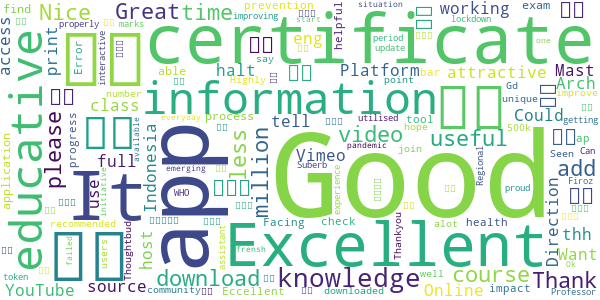 find
properly
Great
time
certificate
Nice
marks
working
prevention
exam
improving
helpful
start
situation
lockdown
period
update
one
access
print
Error
interactive
able
halt
say
Highly
eng
Platform
point
bar
attractive
Gd
unique
Mast
Arch
Could
improve
getting
everyday
educative
class
number
process
information
tool
500k
please
progress
full
less
tell
video
useful
ap
Can
application
use
It
app
Indonesia
million
Vimeo
utilised
pandemic
join
hope
Good
add
available
emerging
WHO
Suberb
Regional
Seen
Firoz
initiative
recommended
Facing
experience
proud
Direction
thh
failed
users
Thoughtbud
host
Excellent
check
Thankyou
alot
health
Want
Ok
token
source
assistant
frensh
download
knowledge
course
Thank
YouTube
community
Eccellent
downloaded
well
Online
impact
Professor